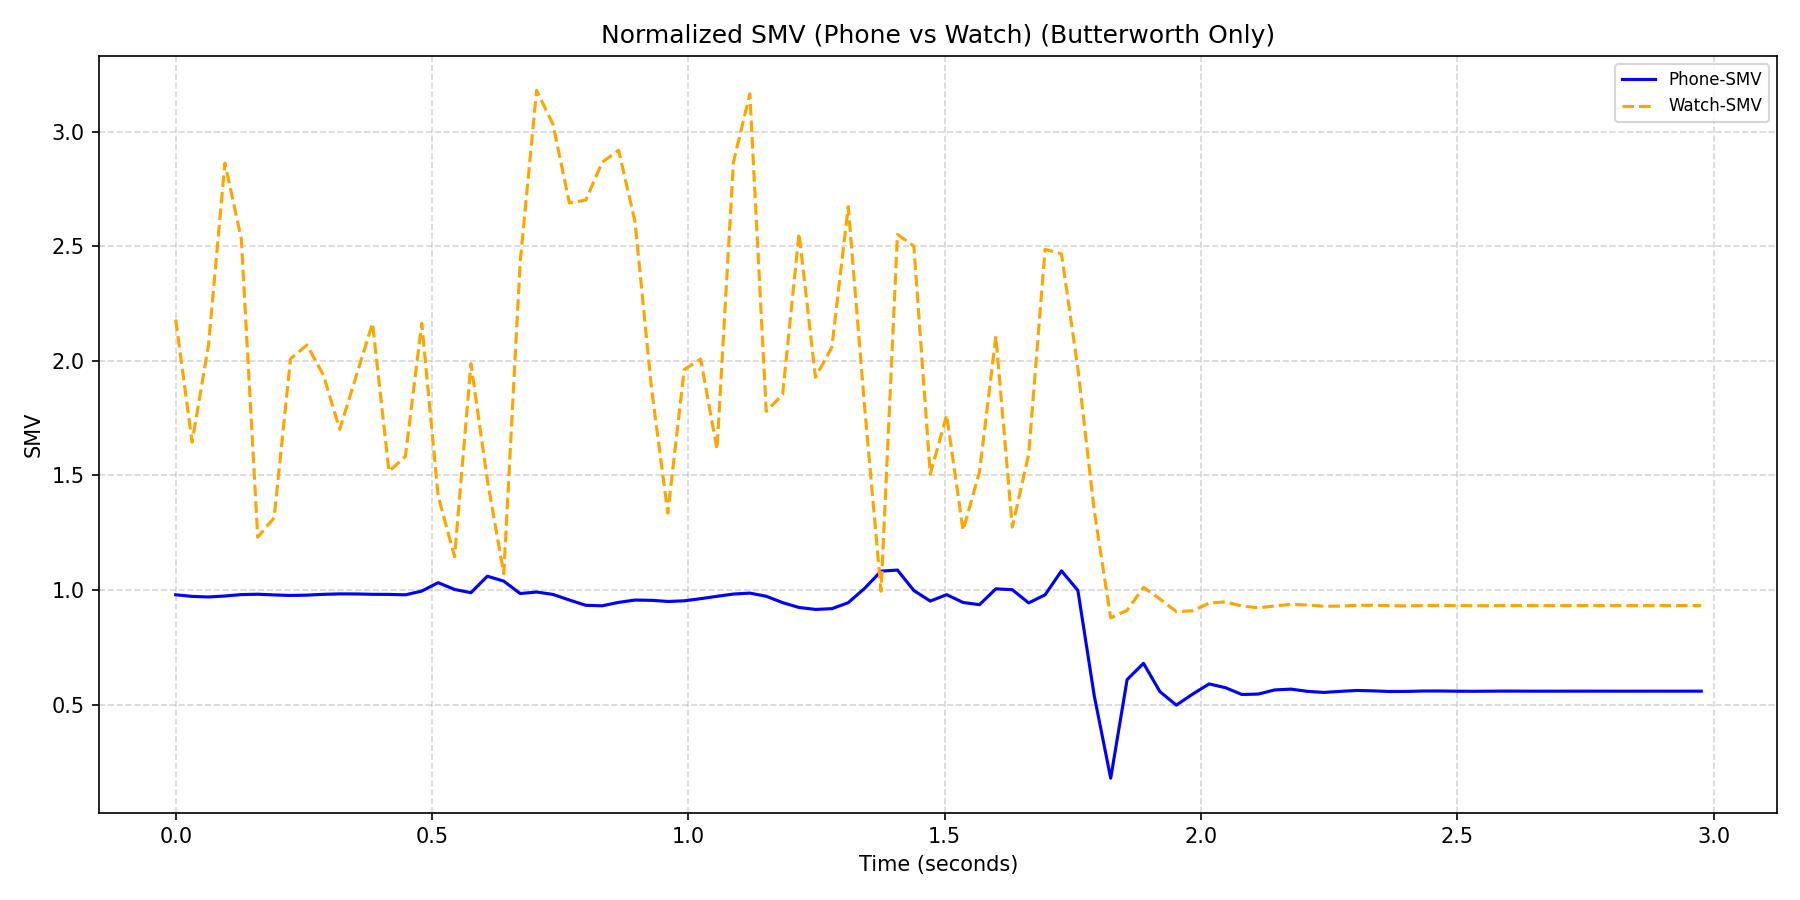 Normalized SMV (Phone vs Watch) (Butterworth Only)
Phone-SMV
Watch-SMV
SMV
3.0
2.5
2.0
1.5
1.0
0.5
0.0 0.5 1.0 1.5 2.0 2.5 3.0
Time (seconds)